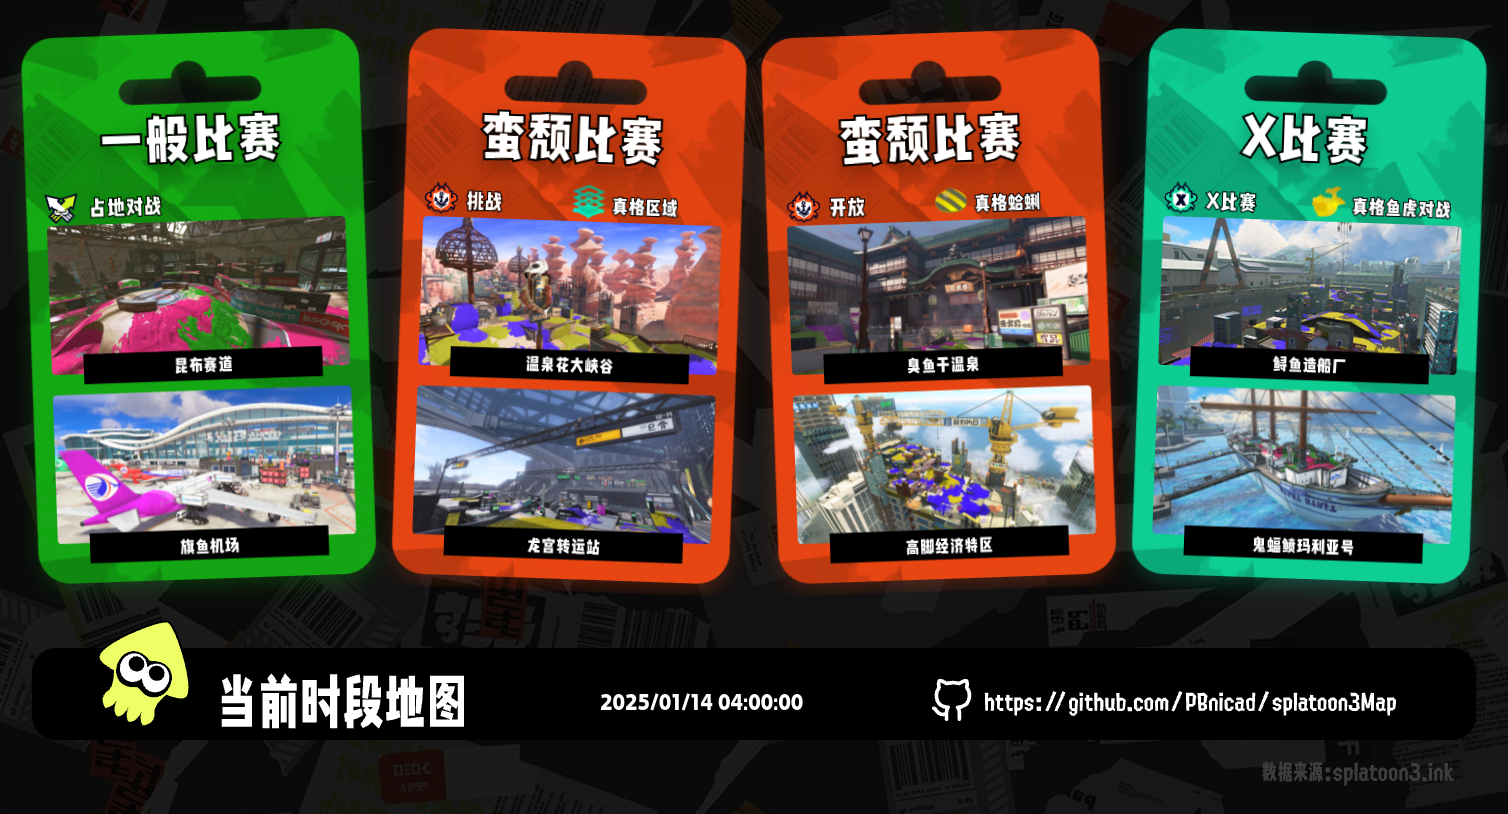 一般比赛
占地对战
昆布赛道
旗鱼机场
蛮颓比赛
挑战
真格区域
温泉花大峡谷
龙宫转运站
蛮颓比赛
开放
真格蛤蜊
臭鱼干温泉
高脚经济特区
X比赛
X比赛
真格鱼虎对战
鲟鱼造船厂
鬼蝠鲼玛利亚号
当前时段地图
2025/01/14 04:00:00
https://github.com/PBnicad/splatoon3Map
数据来源:splatoon3.ink